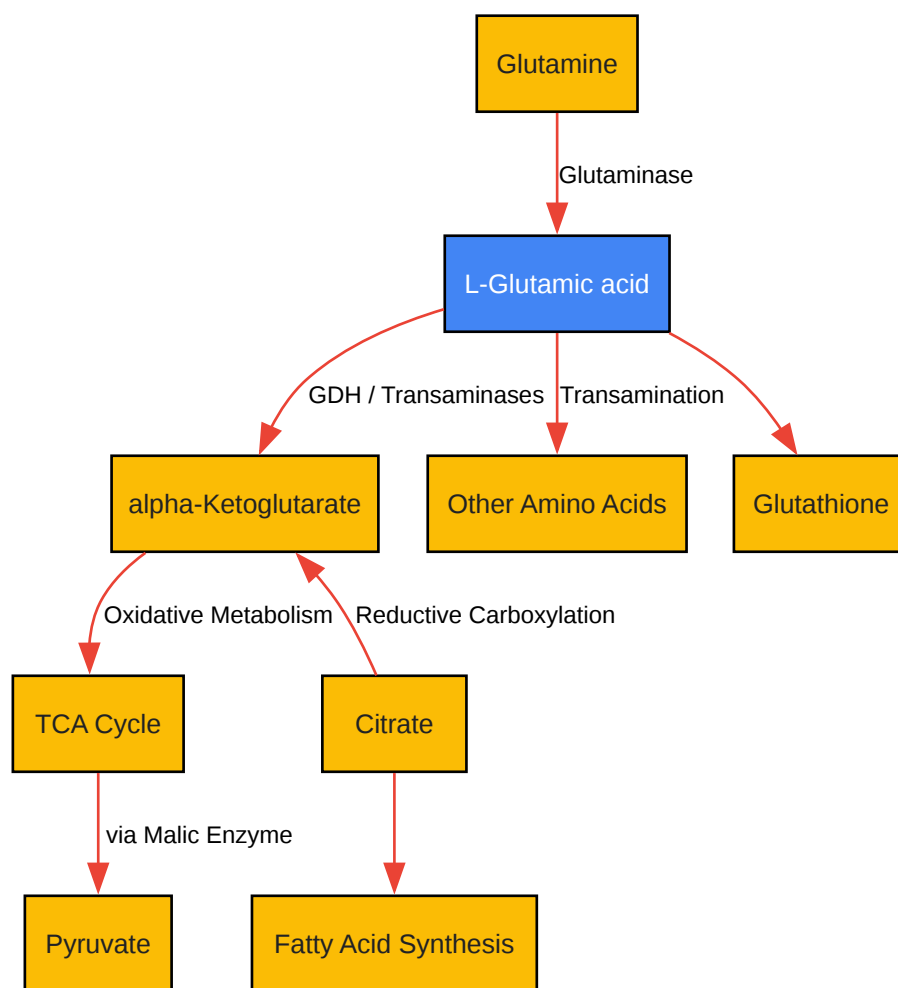 Glutamine
Glutaminase
L-Glutamic acid
GDH / Transaminases
Transamination
alpha-Ketoglutarate
Other Amino Acids
Glutathione
Oxidative Metabolism
Reductive Carboxylation
TCA Cycle
Citrate
via Malic Enzyme
Pyruvate
Fatty Acid Synthesis